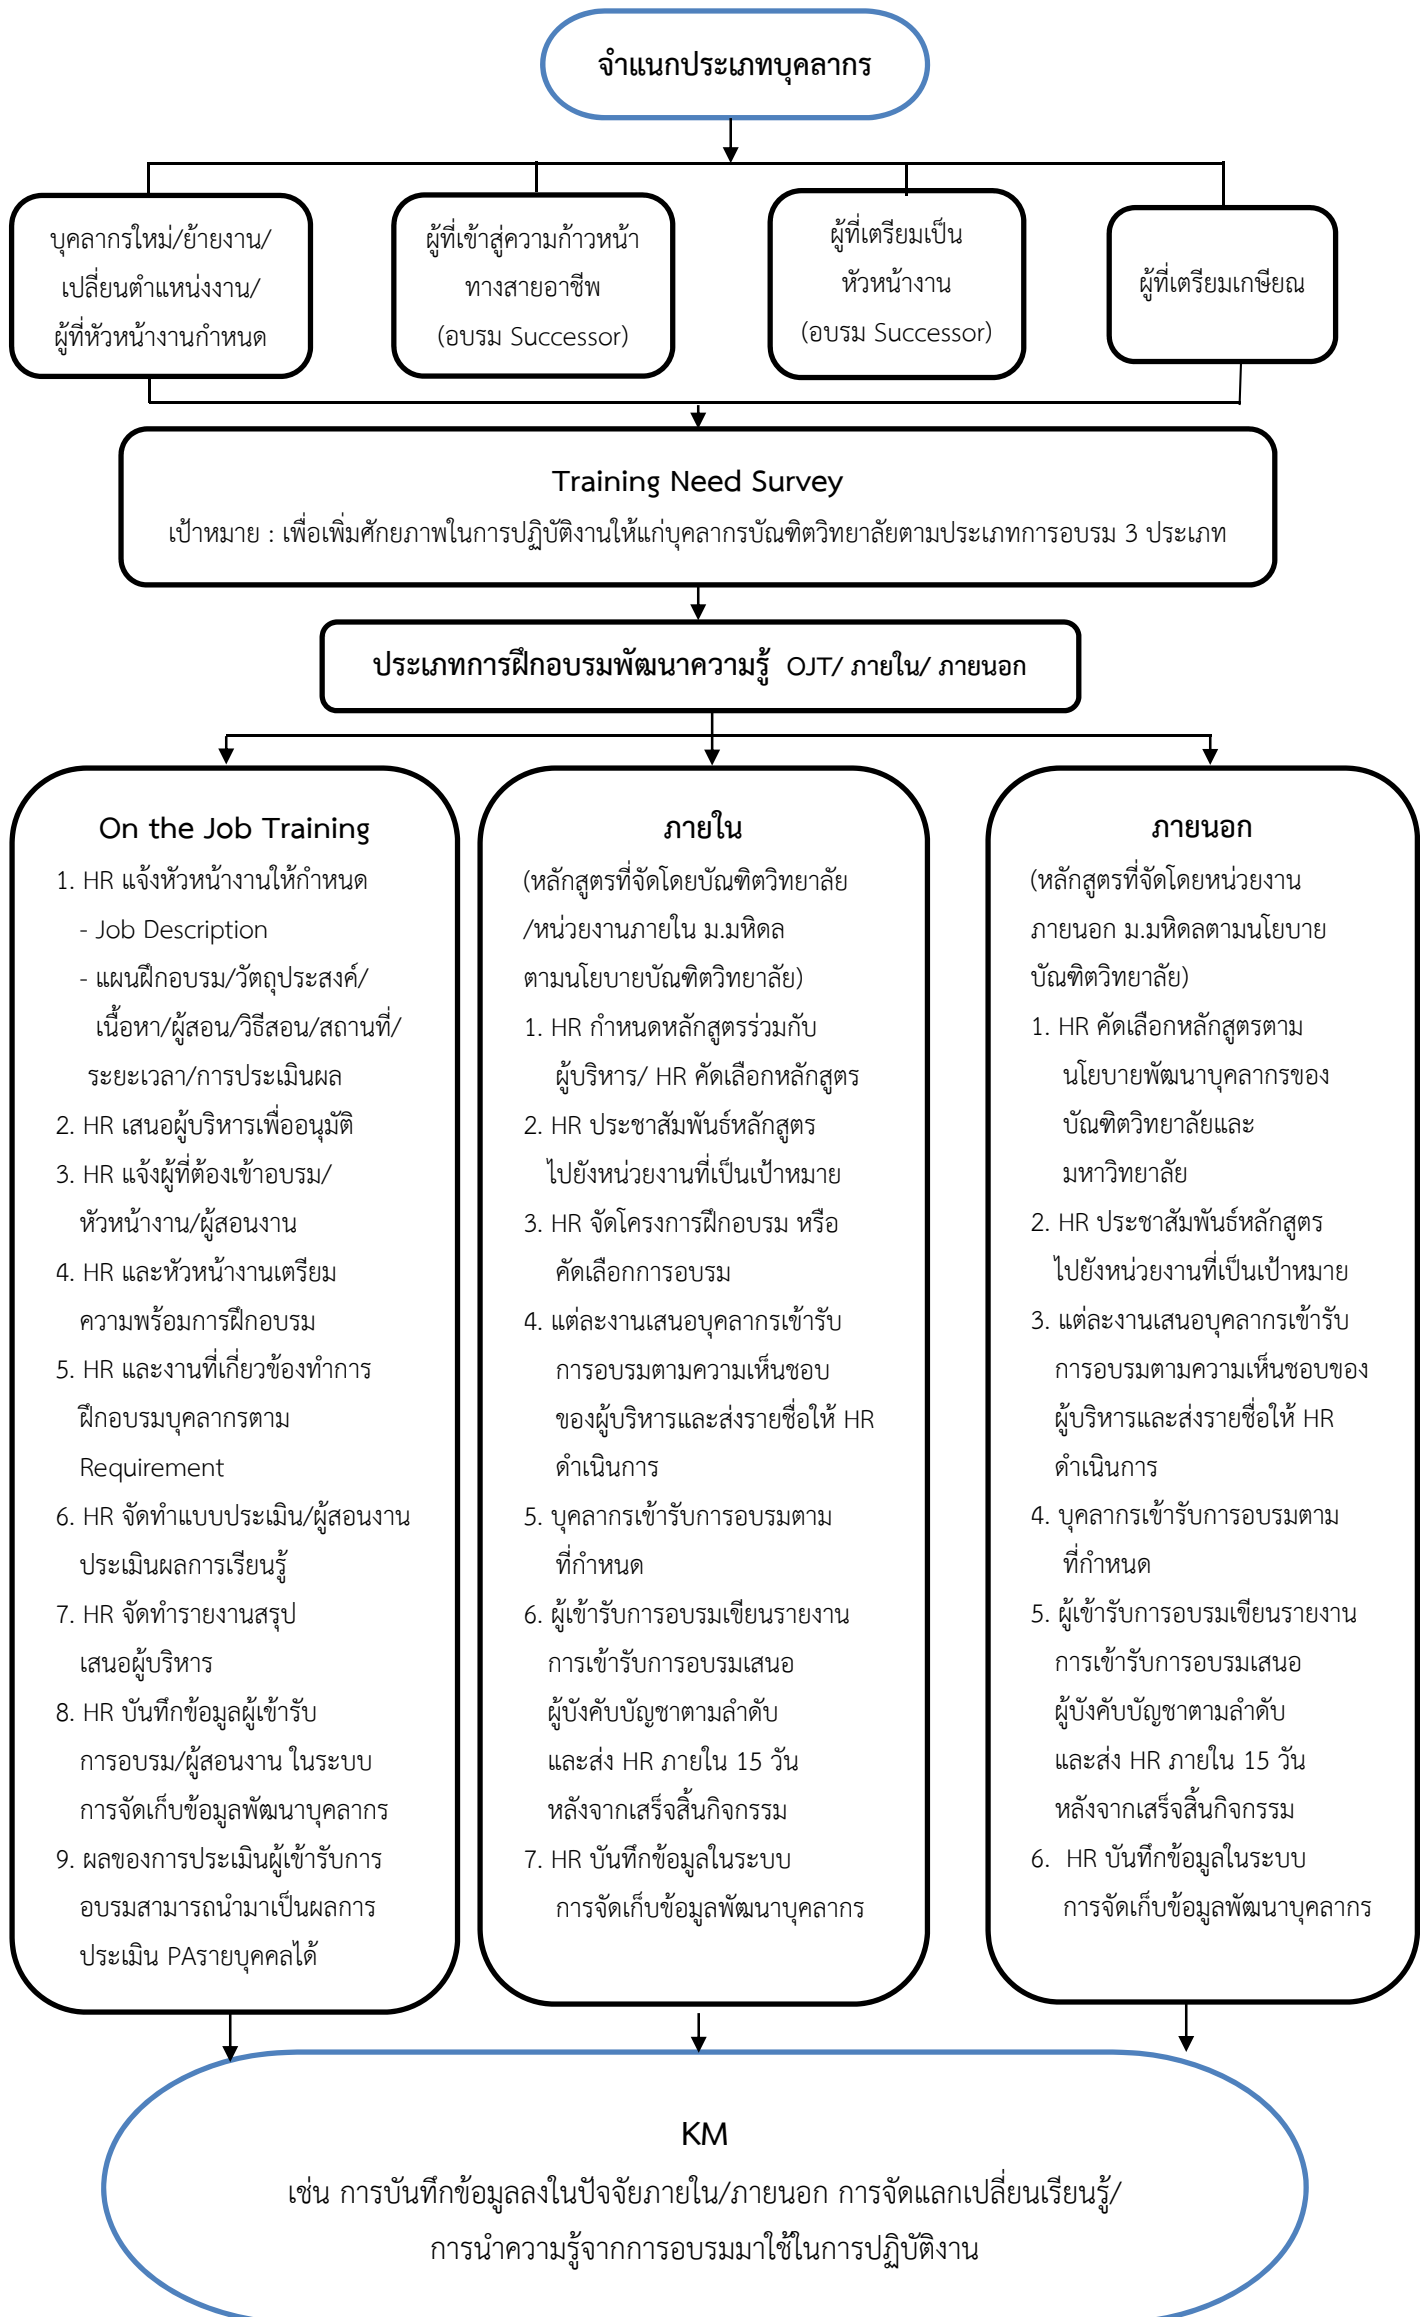 จำแนกประเภทบุคลากร
บุคลากรใหม่/ย้ายงาน/
เปลี่ยนตำแหน่งงาน/
ผู้ที่หัวหน้างานกำหนด
ผู้ที่เข้าสู่ความก้าวหน้า
ทางสายอาชีพ
(อบรม Successor)
ผู้ที่เตรียมเป็น
หัวหน้างาน
(อบรม Successor)
ผู้ที่เตรียมเกษียณ
Training Need Survey
เป้าหมาย : เพื่อเพิ่มศักยภาพในการปฏิบัติงานให้แก่บุคลากรบัณฑิตวิทยาลัยตามประเภทการอบรม 3 ประเภท
ประเภทการฝึกอบรมพัฒนาความรู้ OJT/ ภายใน/ ภายนอก
On the Job Training
1. HR แจ้งหัวหน้างานให้กำหนด
- Job Description
- แผนฝึกอบรม/วัตถุประสงค์/
เนื้อหา/ผู้สอน/วิธีสอน/สถานที่/
ระยะเวลา/การประเมินผล
2. HR เสนอผู้บริหารเพื่ออนุมัติ
3. HR แจ้งผู้ที่ต้องเข้าอบรม/
หัวหน้างาน/ผู้สอนงาน
4. HR และหัวหน้างานเตรียม
ความพร้อมการฝึกอบรม
5. HR และงานที่เกี่ยวข้องทำการ
ฝึกอบรมบุคลากรตาม
Requirement
6. HR จัดทำแบบประเมิน/ผู้สอนงาน
ประเมินผลการเรียนรู้
7. HR จัดทำรายงานสรุป
เสนอผู้บริหาร
8. HR บันทึกข้อมูลผู้เข้ารับ
การอบรม/ผู้สอนงาน ในระบบ
การจัดเก็บข้อมูลพัฒนาบุคลากร
9. ผลของการประเมินผู้เข้ารับการ
อบรมสามารถนำมาเป็นผลการ
ประเมิน PAรายบุคคลได้
ภายใน
(หลักสูตรที่จัดโดยบัณฑิตวิทยาลัย
/หน่วยงานภายใน ม.มหิดล
ตามนโยบายบัณฑิตวิทยาลัย)
1. HR กำหนดหลักสูตรร่วมกับ
ผู้บริหาร/ HR คัดเลือกหลักสูตร
2. HR ประชาสัมพันธ์หลักสูตร
ไปยังหน่วยงานที่เป็นเป้าหมาย
3. HR จัดโครงการฝึกอบรม หรือ
คัดเลือกการอบรม
4. แต่ละงานเสนอบุคลากรเข้ารับ
การอบรมตามความเห็นชอบ
ของผู้บริหารและส่งรายชื่อให้ HR
ดำเนินการ
5. บุคลากรเข้ารับการอบรมตาม
ที่กำหนด
6. ผู้เข้ารับการอบรมเขียนรายงาน
การเข้ารับการอบรมเสนอ
ผู้บังคับบัญชาตามลำดับ
และส่ง HR ภายใน 15 วัน
หลังจากเสร็จสิ้นกิจกรรม
7. HR บันทึกข้อมูลในระบบ
การจัดเก็บข้อมูลพัฒนาบุคลากร
ภายนอก
(หลักสูตรที่จัดโดยหน่วยงาน
ภายนอก ม.มหิดลตามนโยบาย
บัณฑิตวิทยาลัย)
1. HR คัดเลือกหลักสูตรตาม
นโยบายพัฒนาบุคลากรของ
บัณฑิตวิทยาลัยและ
มหาวิทยาลัย
2. HR ประชาสัมพันธ์หลักสูตร
ไปยังหน่วยงานที่เป็นเป้าหมาย
3. แต่ละงานเสนอบุคลากรเข้ารับ
การอบรมตามความเห็นชอบของ
ผู้บริหารและส่งรายชื่อให้ HR
ดำเนินการ
4. บุคลากรเข้ารับการอบรมตาม
ที่กำหนด
5. ผู้เข้ารับการอบรมเขียนรายงาน
การเข้ารับการอบรมเสนอ
ผู้บังคับบัญชาตามลำดับ
และส่ง HR ภายใน 15 วัน
หลังจากเสร็จสิ้นกิจกรรม
6. HR บันทึกข้อมูลในระบบ
การจัดเก็บข้อมูลพัฒนาบุคลากร
KM
เช่น การบันทึกข้อมูลลงในปัจจัยภายใน/ภายนอก การจัดแลกเปลี่ยนเรียนรู้/
การนำความรู้จากการอบรมมาใช้ในการปฏิบัติงาน